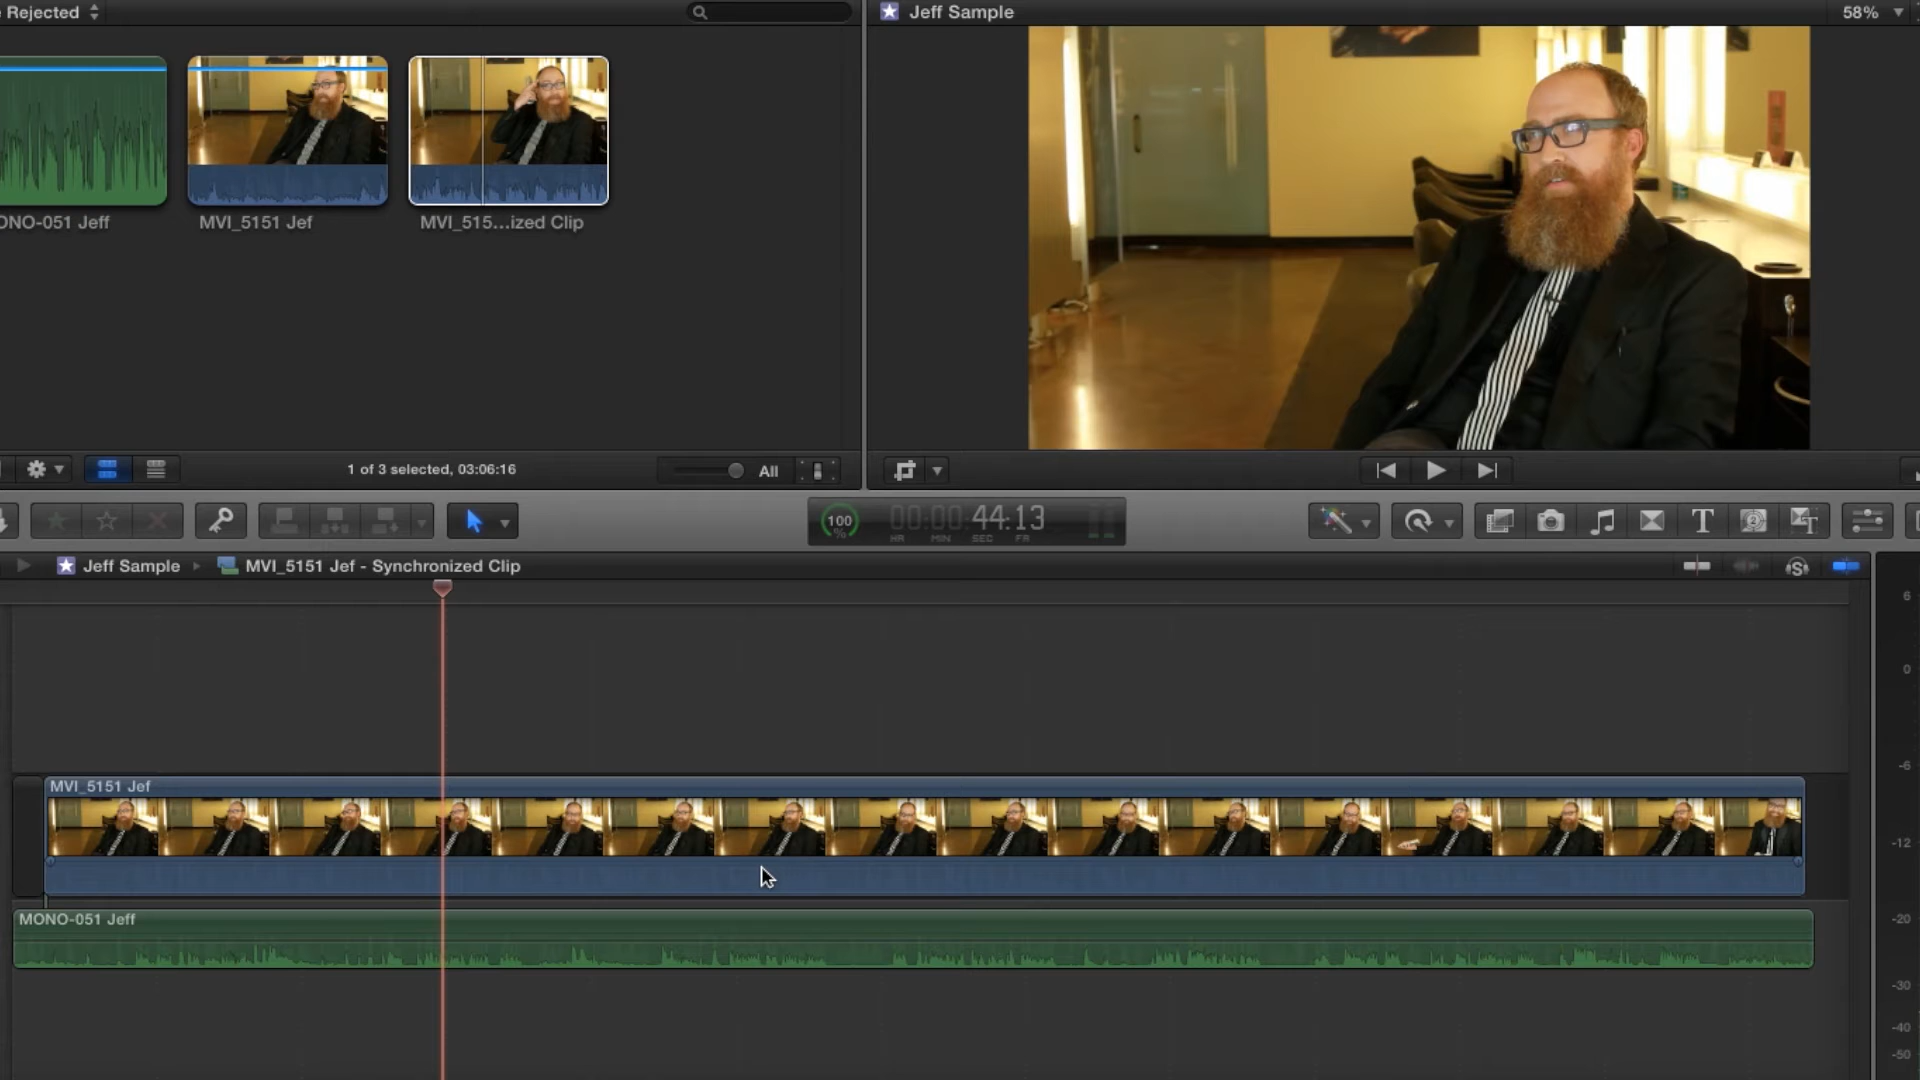 Rejected
Jeff Sample
58%
ONO-051 Jeff
MVI_5151 Jef
MVI_515...ized Clip
1 of 3 selected, 03:06:16
All
100
%
00:00:44:13
HR MIN SEC FR
T
2
T
Jeff Sample
MVI_5151 Jef - Synchronized Clip
S
6
0
-6
MVI_5151 Jef
-12
MONO-051 Jeff
-20
-30
-40
-50